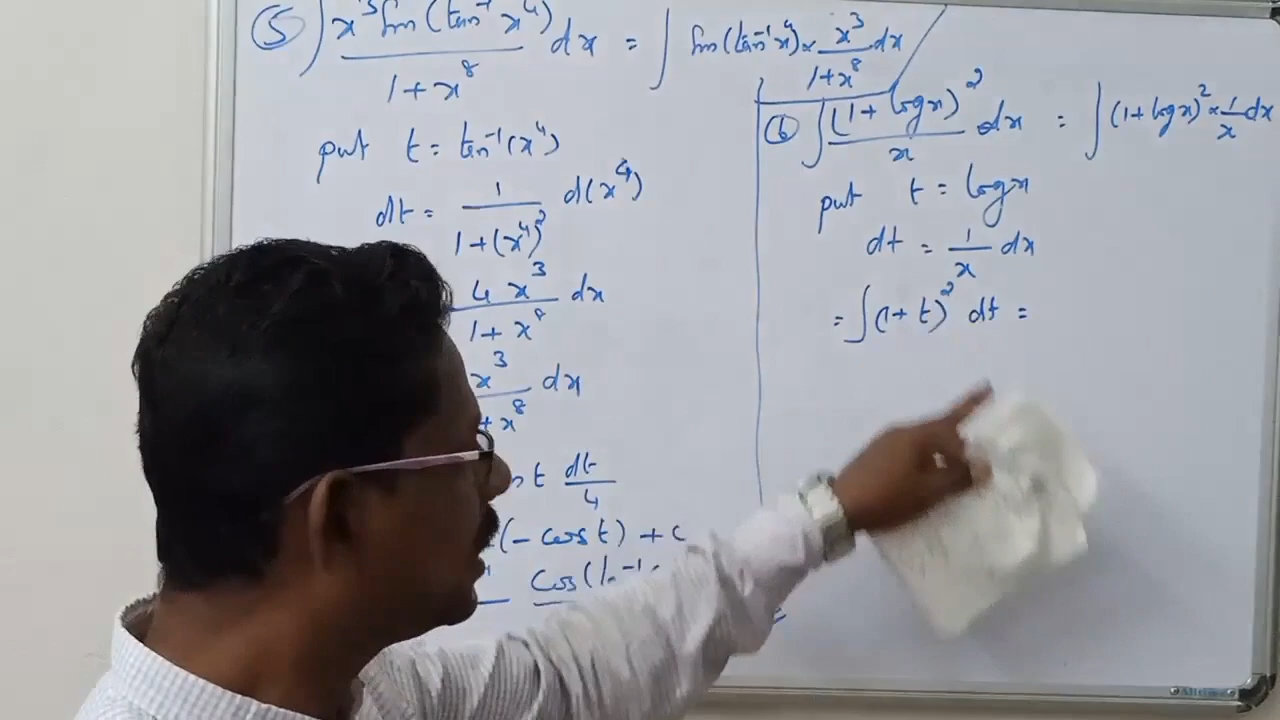 ⑤ ∫ x³ sin(tan⁻¹ x⁴) / 1 + x⁸ dx = ∫ sin(tan⁻¹x⁴) × x³ / 1 + x⁸ dx
put t = tan⁻¹(x⁴)
dt = 1 / 1 + (x⁴)² d(x⁴)
4 x³ / 1 + x⁸ dx
x³ / + x⁸ dx
t dt / 4
(- cos t) + c
cos(
⑥ ∫ (1 + log x)² / x dx = ∫ (1 + log x)² × 1/x dx
put t = log x
dt = 1/x dx
= ∫ (1 + t)² dt =